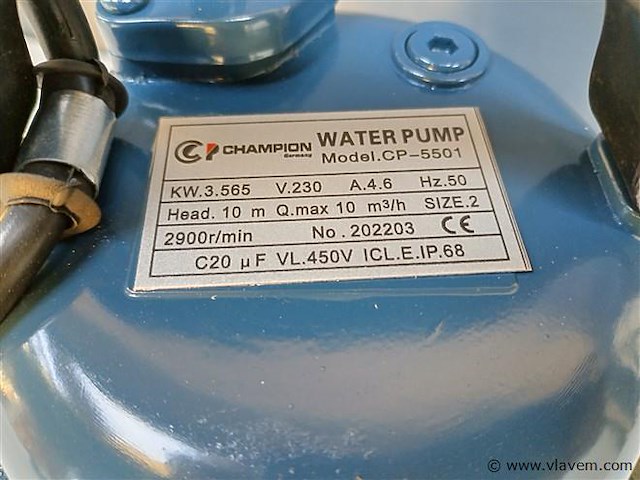 CP CHAMPION WATER PUMP
Germany Model.CP-5501
KW.3.565 V.230 A.4.6 Hz.50
Head. 10 m Q.max 10 m³/h SIZE.2
2900r/min No.202203 CE
C20 µF VL.450V ICL.E.IP.68
© www.vlavem.com